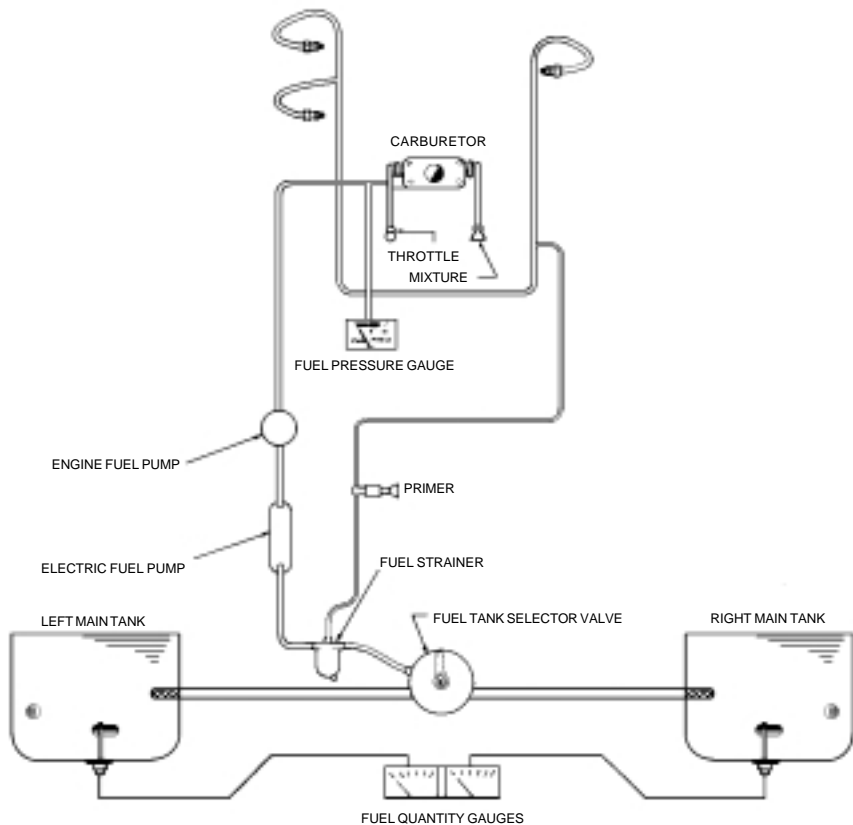 CARBURETOR
THROTTLE
MIXTURE
FUEL PRESSURE GAUGE
ENGINE FUEL PUMP
PRIMER
ELECTRIC FUEL PUMP
FUEL STRAINER
LEFT MAIN TANK
FUEL TANK SELECTOR VALVE
RIGHT MAIN TANK
FUEL QUANTITY GAUGES